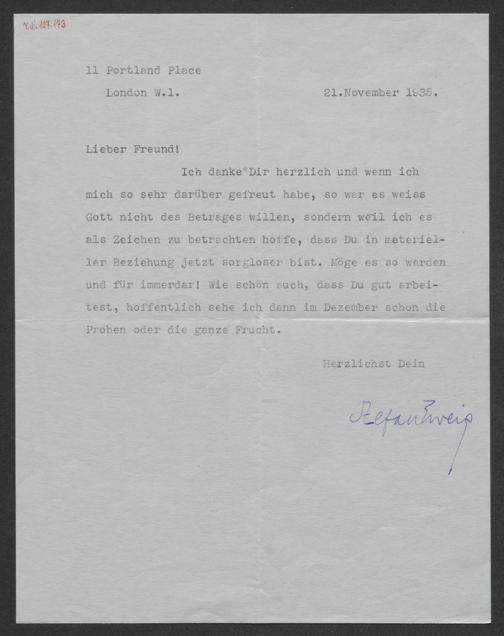 11 Portland Place
London W.1.
21.November 1935.
Lieber Freund!
Ich danke Dir herzlich und wenn ich
mich so sehr darüber gefreut habe, so war es weiss
Gott nicht des Betrages willen, sondern weil ich es
als Zeichen zu betrachten hoffe, dass Du in materiel-
ler Beziehung jetzt sorgloser bist. Möge es so werden
und für immerdar! Wie schön auch, dass Du gut arbei-
test, hoffentlich sehe ich dann im Dezember schon die
Proben oder die ganze Frucht.
Herzlichst Dein
Stefan Zweig